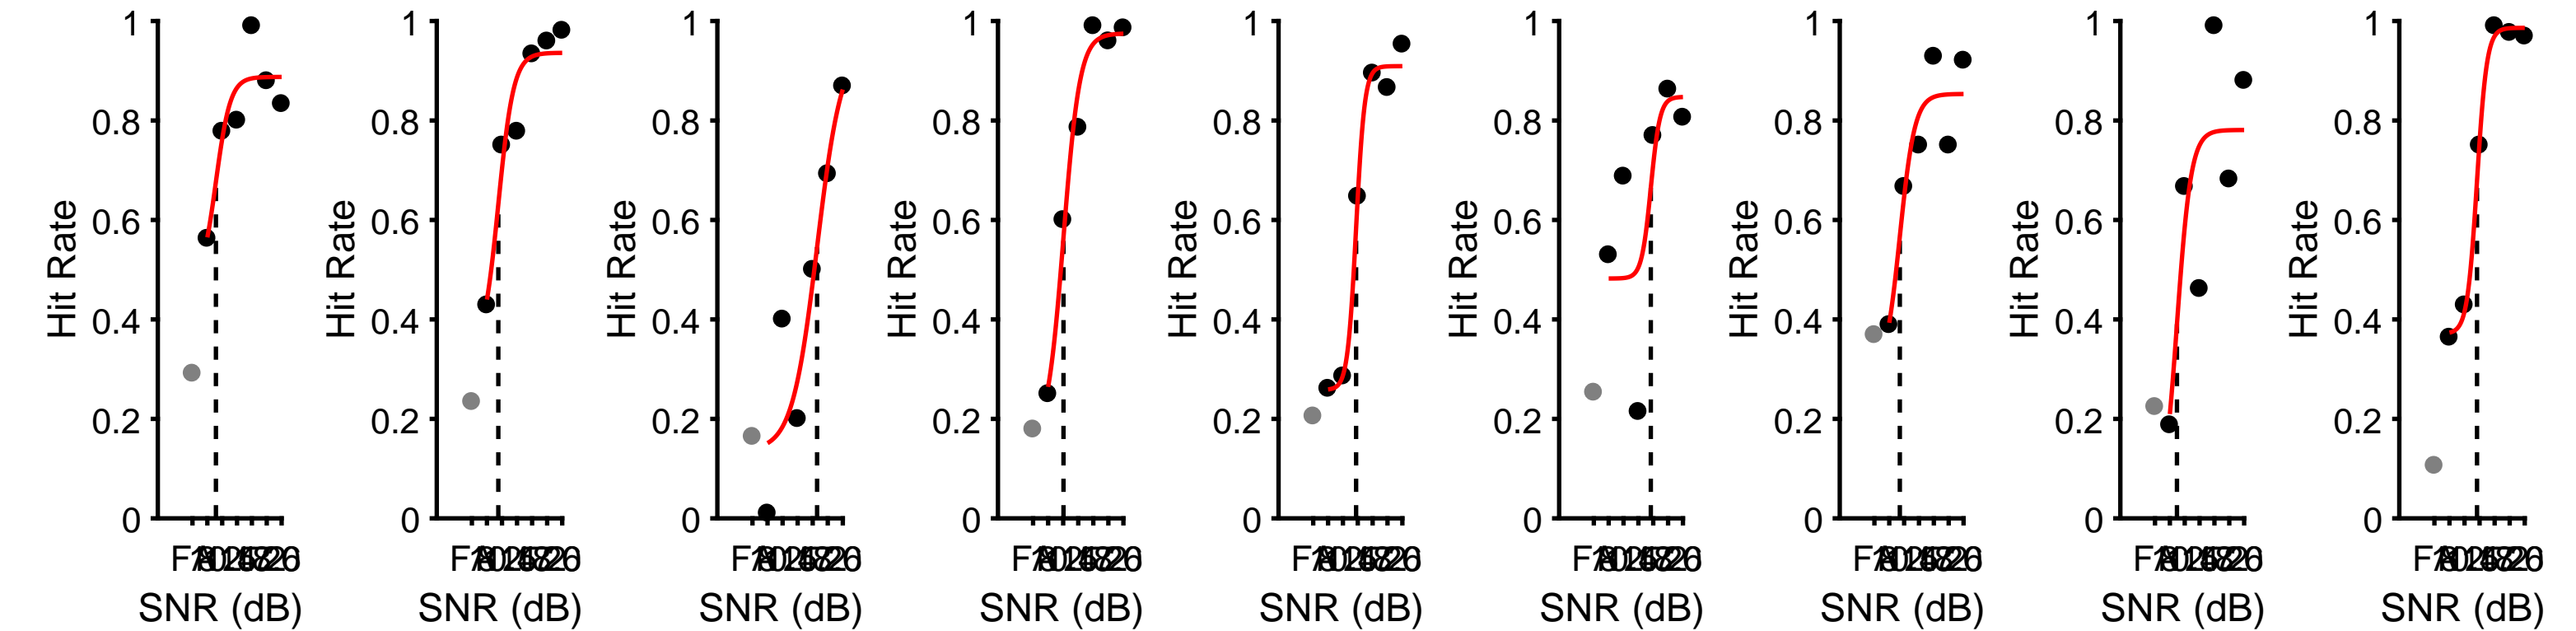 1 1 1 1 1 1 1 1 1
0.8 0.8 0.8 0.8 0.8 0.8 0.8 0.8 0.8
0.6 0.6 0.6 0.6 0.6 0.6 0.6 0.6 0.6
Hit Rate Hit Rate Hit Rate Hit Rate Hit Rate Hit Rate Hit Rate Hit Rate Hit Rate
0.4 0.4 0.4 0.4 0.4 0.4 0.4 0.4 0.4
0.2 0.2 0.2 0.2 0.2 0.2 0.2 0.2 0.2
0 0 0 0 0 0 0 0 0
SNR (dB) SNR (dB) SNR (dB) SNR (dB) SNR (dB) SNR (dB) SNR (dB) SNR (dB) SNR (dB)